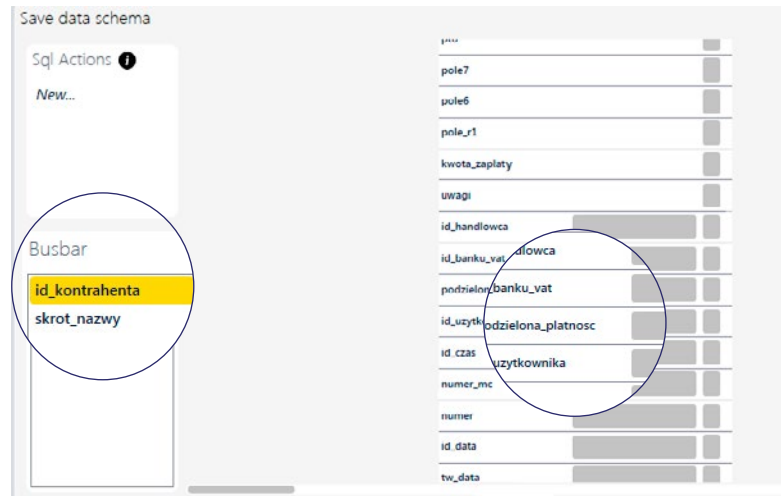 Save data schema
Sql Actions i
New...
Busbar
id_kontrahenta
skrot_nazwy
pole7
pole6
pole_r1
kwota_zaplaty
uwagi
id_handlowca
id_banku_vat
podzielon
id_uzytk
id_czas
numer_mc
numer
id_data
tw_data
dlowca
banku_vat
odzielona_platnosc
uzytkownika